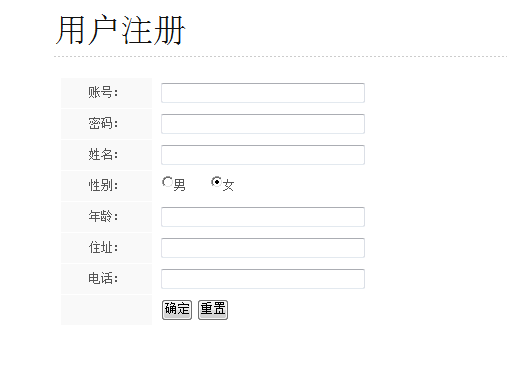 用户注册
账号：
密码：
姓名：
性别： 男 女
年龄：
住址：
电话：
确定 重置